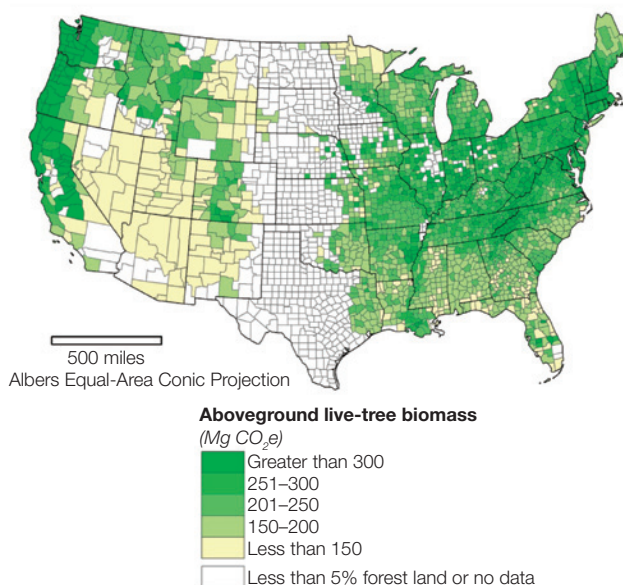 500 miles
Albers Equal-Area Conic Projection
Aboveground live-tree biomass
(Mg CO₂e)
Greater than 300
251–300
201–250
150–200
Less than 150
Less than 5% forest land or no data